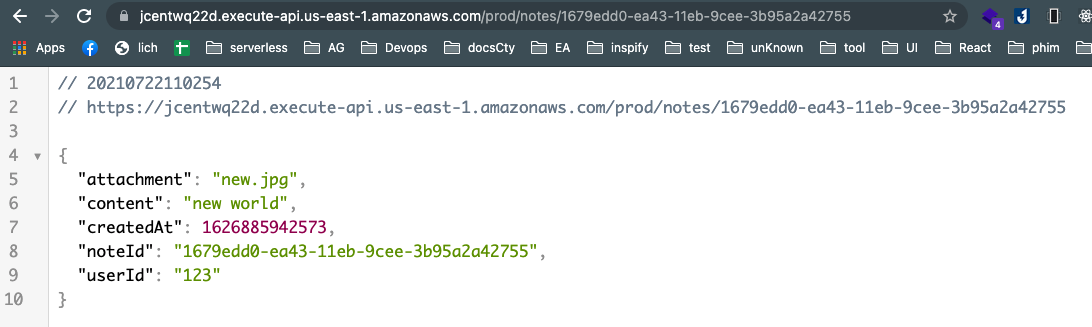 jcentwq22d.execute-api.us-east-1.amazonaws.com/prod/notes/1679edd0-ea43-11eb-9cee-3b95a2a42755
4
Apps lich serverless AG Devops docsCty EA inspify test unKnown tool UI React phim
1 // 20210722110254
2 // https://jcentwq22d.execute-api.us-east-1.amazonaws.com/prod/notes/1679edd0-ea43-11eb-9cee-3b95a2a42755
3
4 {
5 "attachment": "new.jpg",
6 "content": "new world",
7 "createdAt": 1626885942573,
8 "noteId": "1679edd0-ea43-11eb-9cee-3b95a2a42755",
9 "userId": "123"
10 }